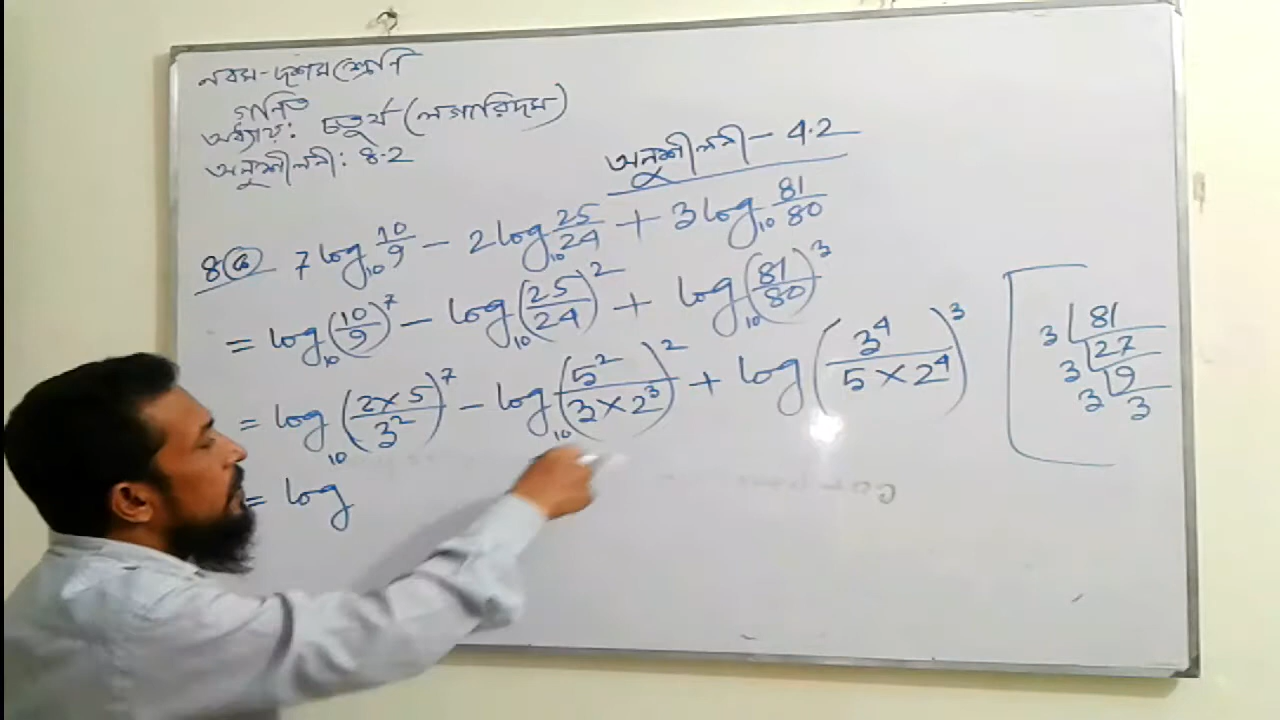 নবম-দশম শ্রেণি
গণিত
অধ্যায়: চতুর্থ (লগারিদম)
অনুশীলনী: ৪.২
অনুশীলনী - 4.2
7 log₁₀ 10/9 - 2 log₁₀ 25/24 + 3 log₁₀ 81/80
= log₁₀ (10/9)⁷ - log₁₀ (25/24)² + log₁₀ (81/80)³
= log₁₀ (2×5/3²)⁷ - log₁₀ (5²/3×2³)² + log (3⁴/5×2⁴)³
= log
3 | 81
3 | 27
3 | 9
3